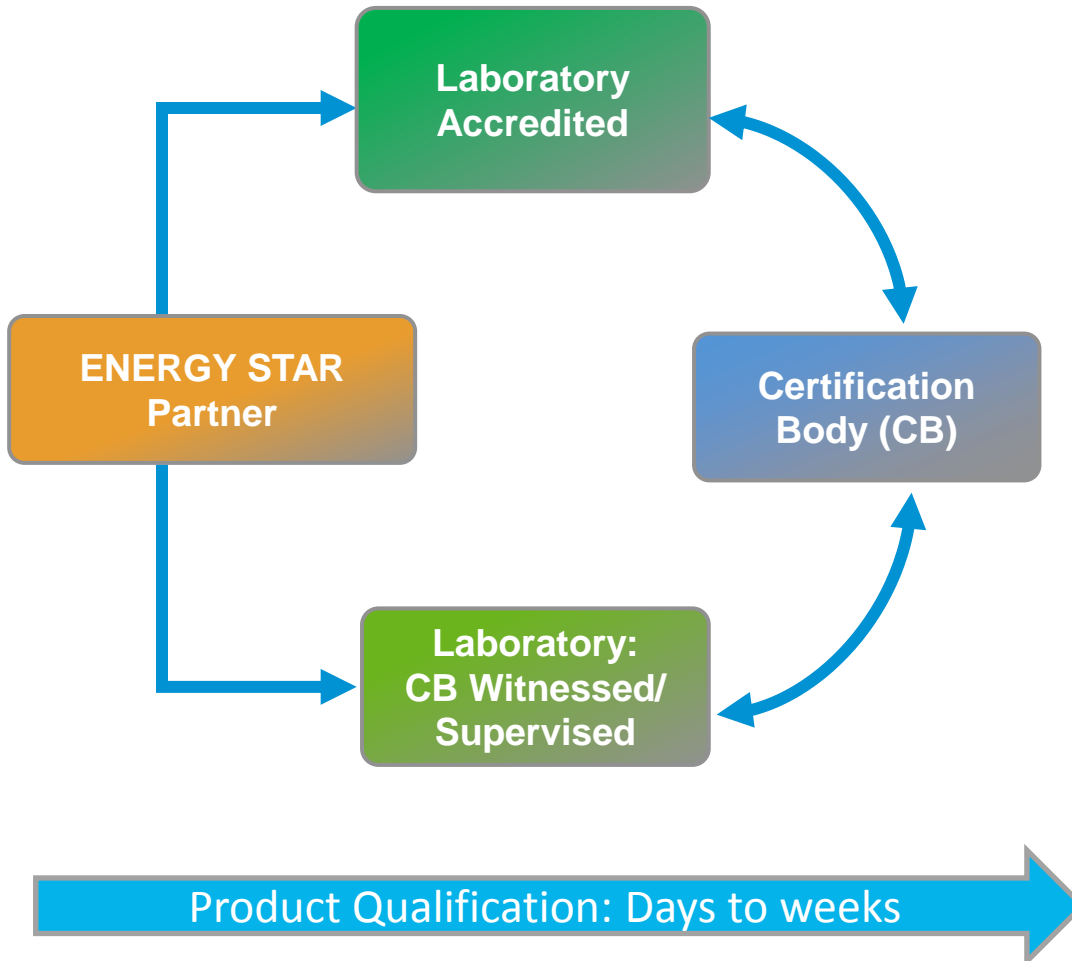 Laboratory
Accredited
ENERGY STAR
Partner
Certification
Body (CB)
Laboratory:
CB Witnessed/
Supervised
Product Qualification: Days to weeks